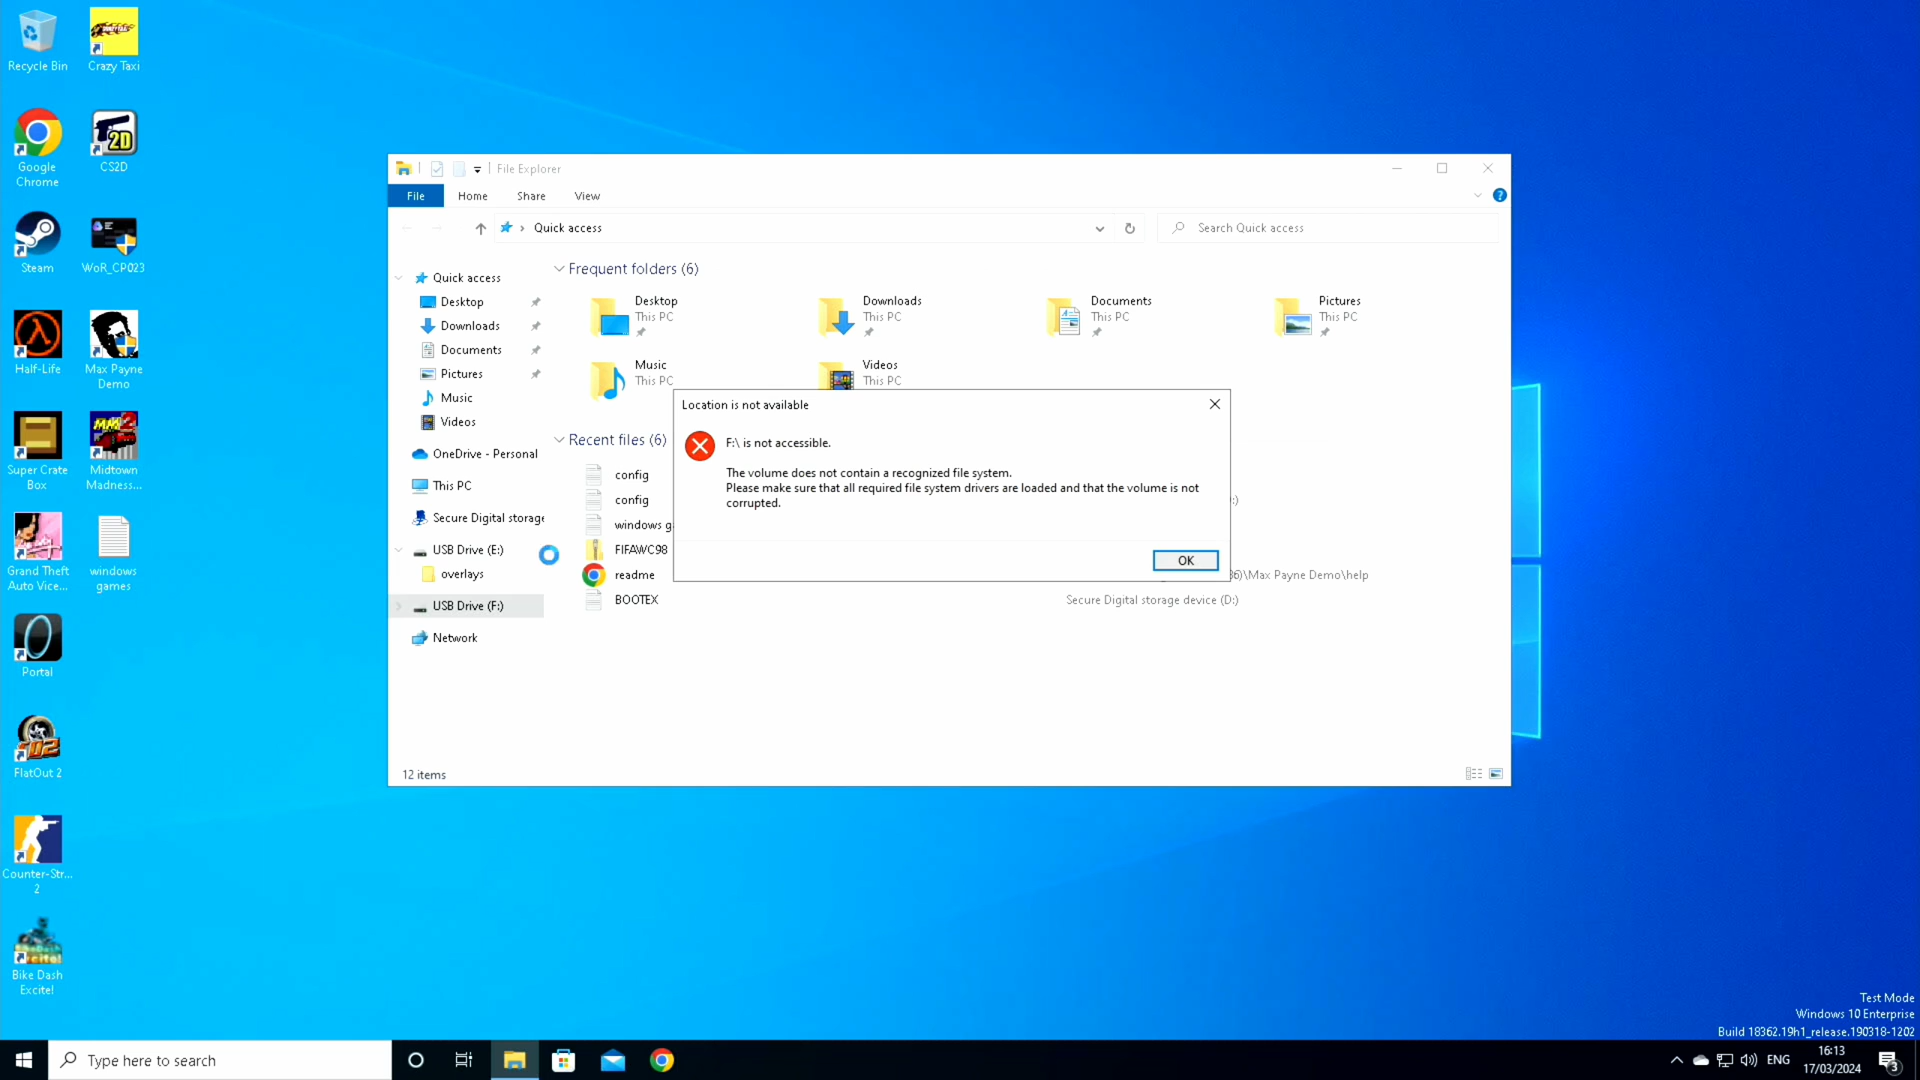 Recycle Bin
Crazy Taxi
Google
Chrome
CS2D
Steam
WoR_CP023
Half-Life
Max Payne
Demo
Super Crate
Box
Midtown
Madness...
Grand Theft
Auto Vice...
windows
games
Portal
FlatOut 2
Counter-Str...
2
Bike Dash
Excite!
File Explorer
File
Home
Share
View
Quick access
Search Quick access
Quick access
Desktop
Downloads
Documents
Pictures
Music
Videos
OneDrive - Personal
This PC
Secure Digital storage
USB Drive (E:)
overlays
USB Drive (F:)
Network
Frequent folders (6)
Desktop
This PC
Downloads
This PC
Documents
This PC
Pictures
This PC
Music
This PC
Videos
This PC
Recent files (6)
config
config
windows g
FIFAWC98
readme
\Max Payne Demo\help
BOOTEX
Secure Digital storage device (D:)
Location is not available
F:\ is not accessible.
The volume does not contain a recognized file system.
Please make sure that all required file system drivers are loaded and that the volume is not
corrupted.
OK
12 items
Test Mode
Windows 10 Enterprise
Build 18362.19h1_release.190318-1202
Type here to search
ENG
16:13
17/03/2024
3